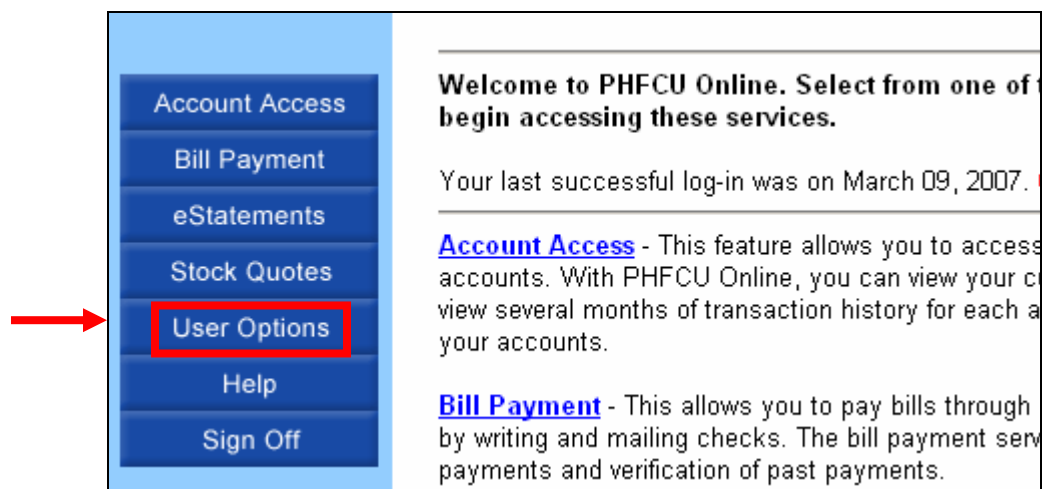 Account Access
Bill Payment
eStatements
Stock Quotes
User Options
Help
Sign Off
Welcome to PHFCU Online. Select from one of
begin accessing these services.
Your last successful log-in was on March 09, 2007.
Account Access - This feature allows you to access
accounts. With PHFCU Online, you can view your
view several months of transaction history for each
your accounts.
Bill Payment - This allows you to pay bills through
by writing and mailing checks. The bill payment
payments and verification of past payments.